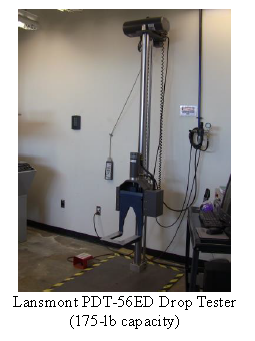 Lansmont PDT-56ED Drop Tester
(175-lb capacity)